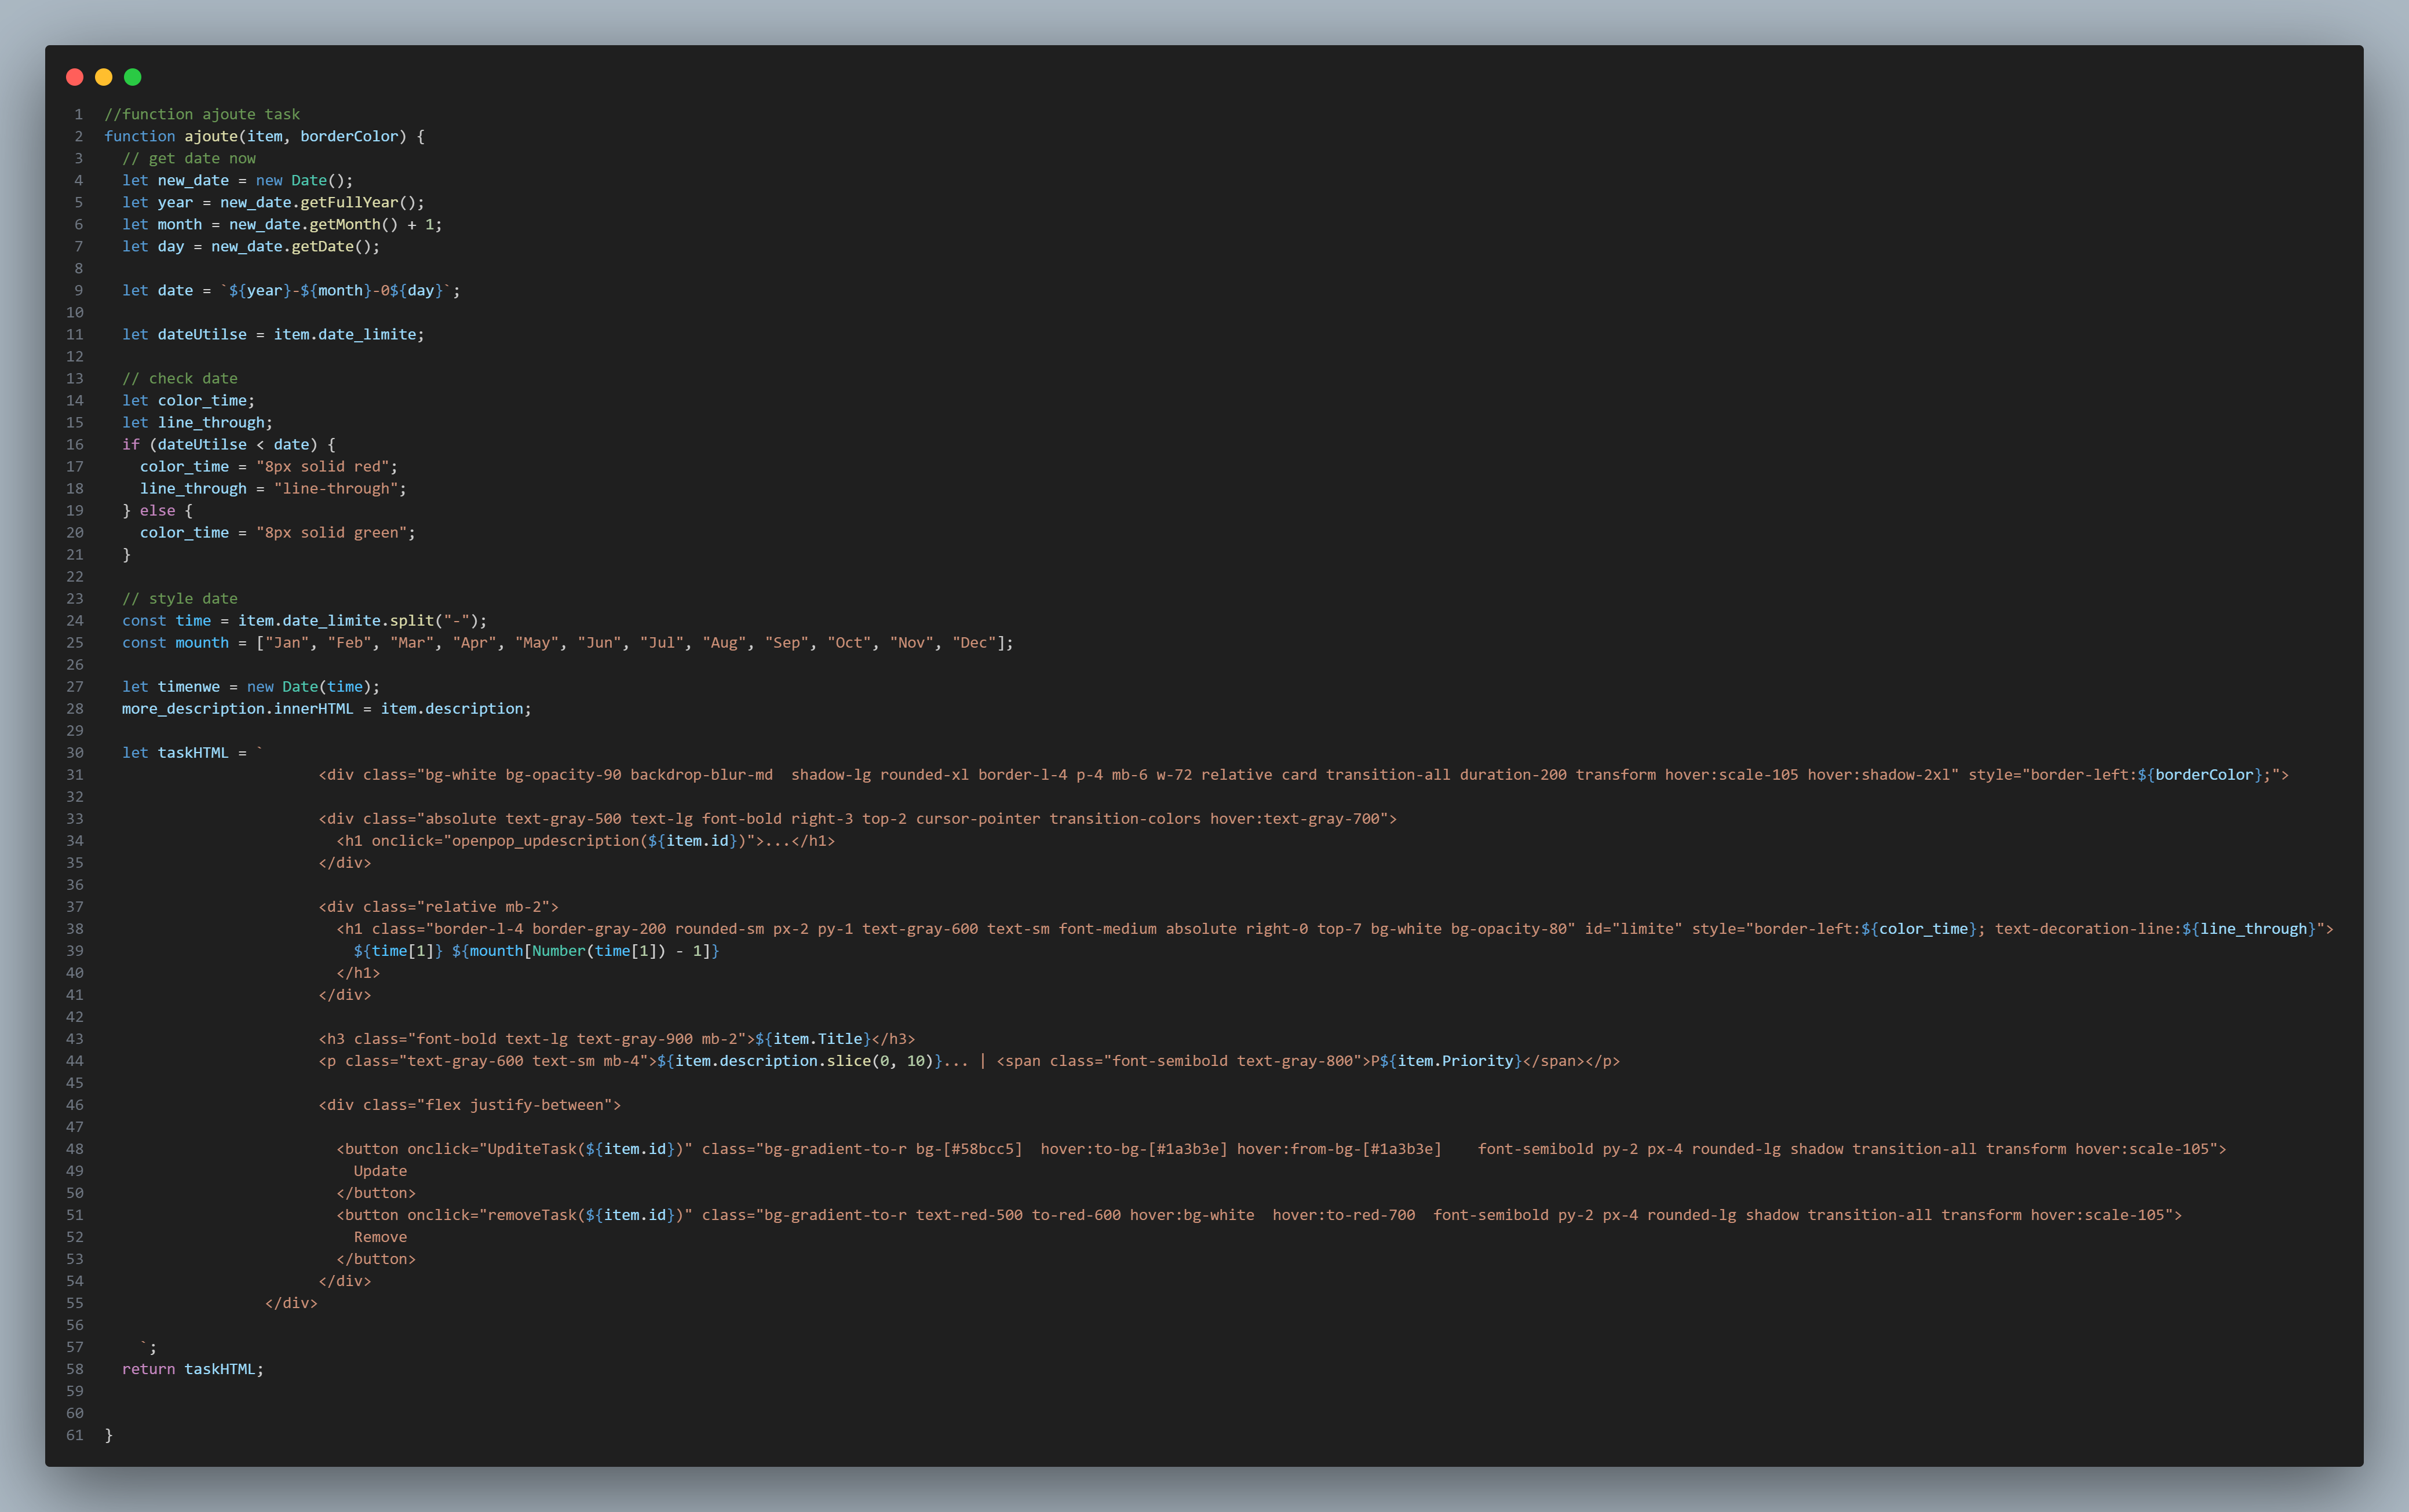 1 //function ajoute task
2 function ajoute(item, borderColor) {
3   // get date now
4   let new_date = new Date();
5   let year = new_date.getFullYear();
6   let month = new_date.getMonth() + 1;
7   let day = new_date.getDate();
8
9   let date = `${year}-${month}-0${day}`;
10
11   let dateUtilse = item.date_limite;
12
13   // check date
14   let color_time;
15   let line_through;
16   if (dateUtilse < date) {
17     color_time = "8px solid red";
18     line_through = "line-through";
19   } else {
20     color_time = "8px solid green";
21   }
22
23   // style date
24   const time = item.date_limite.split("-");
25   const mounth = ["Jan", "Feb", "Mar", "Apr", "May", "Jun", "Jul", "Aug", "Sep", "Oct", "Nov", "Dec"];
26
27   let timenwe = new Date(time);
28   more_description.innerHTML = item.description;
29
30   let taskHTML = `
31                         <div class="bg-white bg-opacity-90 backdrop-blur-md  shadow-lg rounded-xl border-l-4 p-4 mb-6 w-72 relative card transition-all duration-200 transform hover:scale-105 hover:shadow-2xl" style="border-left:${borderColor};">
32
33                         <div class="absolute text-gray-500 text-lg font-bold right-3 top-2 cursor-pointer transition-colors hover:text-gray-700">
34                           <h1 onclick="openpop_updescription(${item.id})">...</h1>
35                         </div>
36
37                         <div class="relative mb-2">
38                           <h1 class="border-l-4 border-gray-200 rounded-sm px-2 py-1 text-gray-600 text-sm font-medium absolute right-0 top-7 bg-white bg-opacity-80" id="limite" style="border-left:${color_time}; text-decoration-line:${line_through}">
39                             ${time[1]} ${mounth[Number(time[1]) - 1]}
40                           </h1>
41                         </div>
42
43                         <h3 class="font-bold text-lg text-gray-900 mb-2">${item.Title}</h3>
44                         <p class="text-gray-600 text-sm mb-4">${item.description.slice(0, 10)}... | <span class="font-semibold text-gray-800">P${item.Priority}</span></p>
45
46                         <div class="flex justify-between">
47
48                           <button onclick="UpditeTask(${item.id})" class="bg-gradient-to-r bg-[#58bcc5]  hover:to-bg-[#1a3b3e] hover:from-bg-[#1a3b3e]    font-semibold py-2 px-4 rounded-lg shadow transition-all transform hover:scale-105">
49                             Update
50                           </button>
51                           <button onclick="removeTask(${item.id})" class="bg-gradient-to-r text-red-500 to-red-600 hover:bg-white  hover:to-red-700  font-semibold py-2 px-4 rounded-lg shadow transition-all transform hover:scale-105">
52                             Remove
53                           </button>
54                         </div>
55                   </div>
56
57     `;
58   return taskHTML;
59
60
61 }